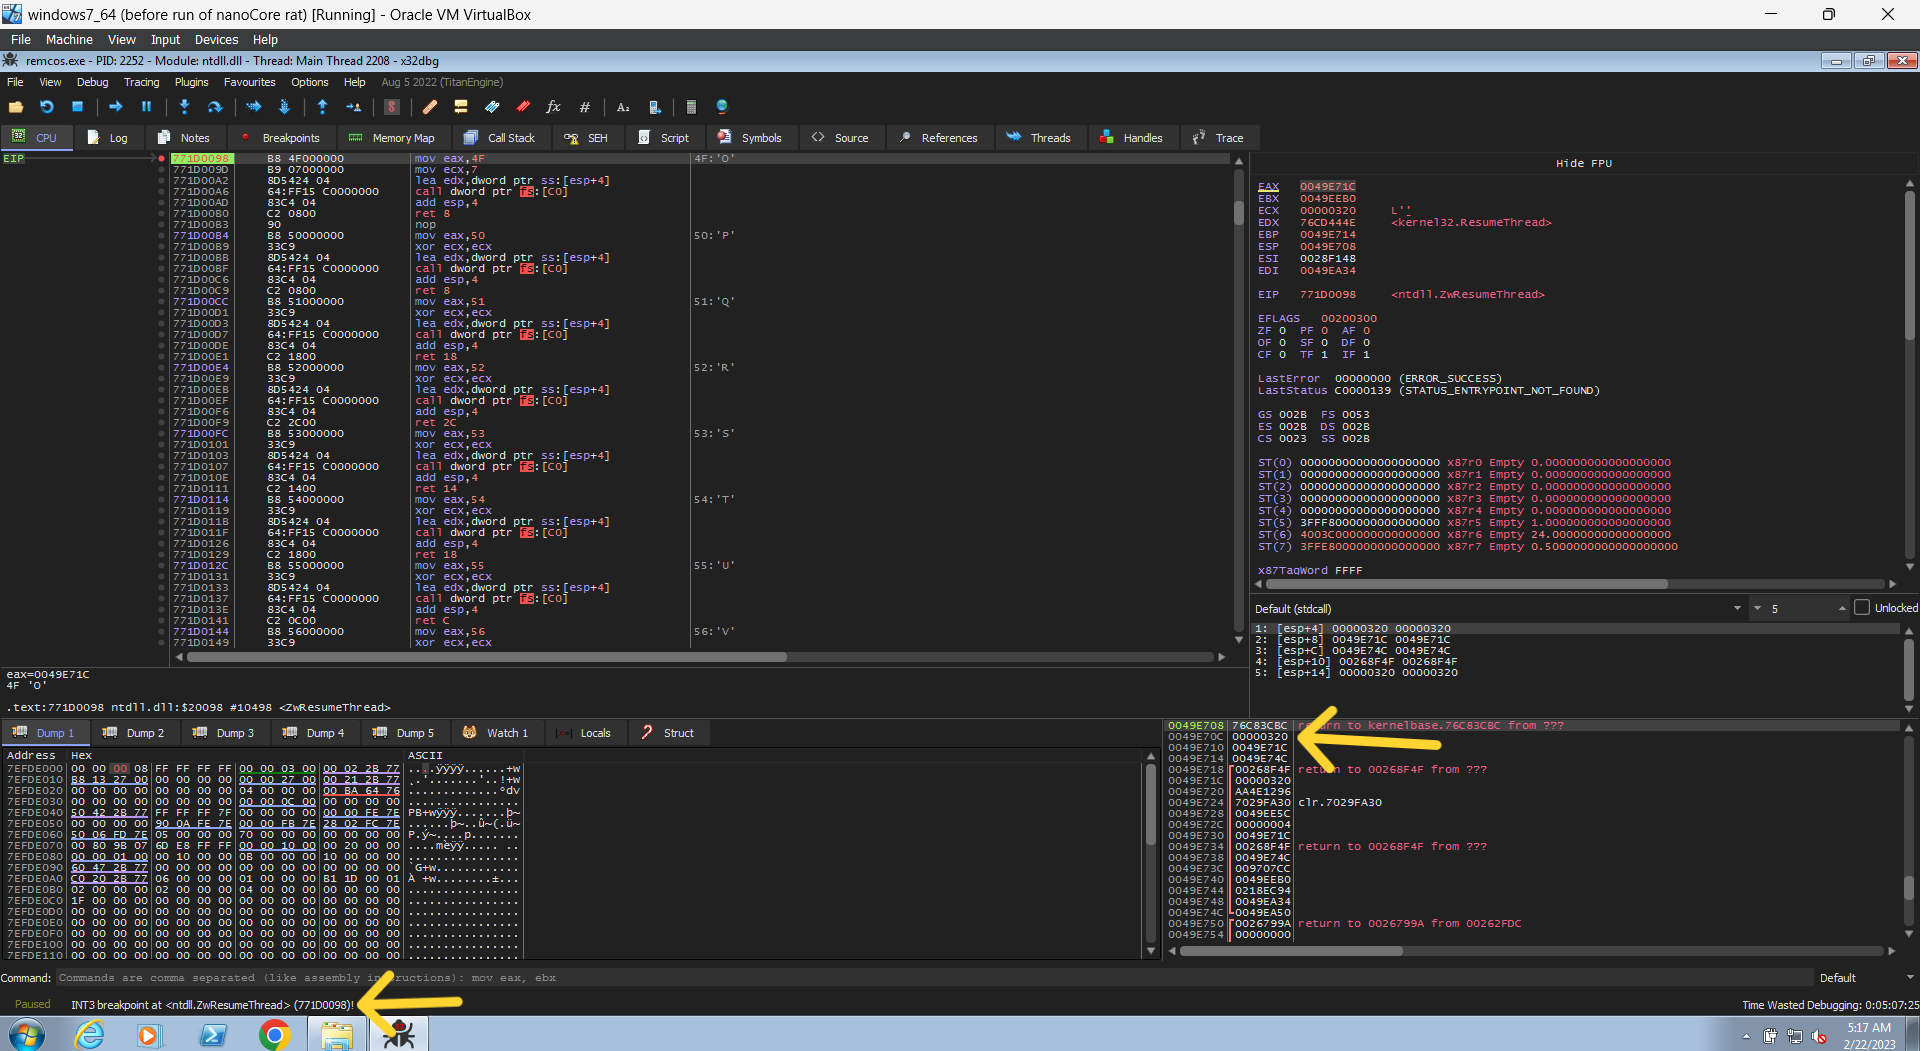 windows7_64 (before run of nanoCore rat) [Running] - Oracle VM VirtualBox
File Machine View Input Devices Help
remcos.exe - PID: 2252 - Module: ntdll.dll - Thread: Main Thread 2208 - x32dbg
File View Debug Tracing Plugins Favourites Options Help Aug 5 2022 (TitanEngine)
CPU Log Notes Breakpoints Memory Map Call Stack SEH Script Symbols Source References Threads Handles Trace
EIP 771D0098 B8 4F000000 mov eax,4F 4F:'O'
771D009D B9 07000000 mov ecx,7
771D00A2 8D5424 04 lea edx,dword ptr ss:[esp+4]
771D00A6 64:FF15 C0000000 call dword ptr fs:[C0]
771D00AD 83C4 04 add esp,4
771D00B0 C2 0800 ret 8
771D00B3 90 nop
771D00B4 B8 50000000 mov eax,50 50:'P'
771D00B9 33C9 xor ecx,ecx
771D00BB 8D5424 04 lea edx,dword ptr ss:[esp+4]
771D00BF 64:FF15 C0000000 call dword ptr fs:[C0]
771D00C6 83C4 04 add esp,4
771D00C9 C2 0800 ret 8
771D00CC B8 51000000 mov eax,51 51:'Q'
771D00D1 33C9 xor ecx,ecx
771D00D3 8D5424 04 lea edx,dword ptr ss:[esp+4]
771D00D7 64:FF15 C0000000 call dword ptr fs:[C0]
771D00DE 83C4 04 add esp,4
771D00E1 C2 1800 ret 18
771D00E4 B8 52000000 mov eax,52 52:'R'
771D00E9 33C9 xor ecx,ecx
771D00EB 8D5424 04 lea edx,dword ptr ss:[esp+4]
771D00EF 64:FF15 C0000000 call dword ptr fs:[C0]
771D00F6 83C4 04 add esp,4
771D00F9 C2 2C00 ret 2C
771D00FC B8 53000000 mov eax,53 53:'S'
771D0101 33C9 xor ecx,ecx
771D0103 8D5424 04 lea edx,dword ptr ss:[esp+4]
771D0107 64:FF15 C0000000 call dword ptr fs:[C0]
771D010E 83C4 04 add esp,4
771D0111 C2 1400 ret 14
771D0114 B8 54000000 mov eax,54 54:'T'
771D0119 33C9 xor ecx,ecx
771D011B 8D5424 04 lea edx,dword ptr ss:[esp+4]
771D011F 64:FF15 C0000000 call dword ptr fs:[C0]
771D0126 83C4 04 add esp,4
771D0129 C2 1800 ret 18
771D012C B8 55000000 mov eax,55 55:'U'
771D0131 33C9 xor ecx,ecx
771D0133 8D5424 04 lea edx,dword ptr ss:[esp+4]
771D0137 64:FF15 C0000000 call dword ptr fs:[C0]
771D013E 83C4 04 add esp,4
771D0141 C2 0C00 ret C
771D0144 B8 56000000 mov eax,56 56:'V'
771D0149 33C9 xor ecx,ecx
eax=0049E71C
4F 'O'
.text:771D0098 ntdll.dll:$20098 #10498 <ZwResumeThread>
Hide FPU
EAX 0049E71C
EBX 0049EEB0
ECX 00000320 L'
EDX 76CD444E <kernel32.ResumeThread>
EBP 0049E714
ESP 0049E708
ESI 0028F148
EDI 0049EA34
EIP 771D0098 <ntdll.ZwResumeThread>
EFLAGS 00200300
ZF 0 PF 0 AF 0
OF 0 SF 0 DF 0
CF 0 TF 1 IF 1
LastError 00000000 (ERROR_SUCCESS)
LastStatus C0000139 (STATUS_ENTRYPOINT_NOT_FOUND)
GS 002B FS 0053
ES 002B DS 002B
CS 0023 SS 002B
ST(0) 00000000000000000000 x87r0 Empty 0.000000000000000000
ST(1) 00000000000000000000 x87r1 Empty 0.000000000000000000
ST(2) 00000000000000000000 x87r2 Empty 0.000000000000000000
ST(3) 00000000000000000000 x87r3 Empty 0.000000000000000000
ST(4) 00000000000000000000 x87r4 Empty 0.000000000000000000
ST(5) 3FFF8000000000000000 x87r5 Empty 1.000000000000000000
ST(6) 4003C000000000000000 x87r6 Empty 24.00000000000000000
ST(7) 3FFE8000000000000000 x87r7 Empty 0.5000000000000000000
x87TagWord FFFF
Default (stdcall) 5 Unlocked
1: [esp+4] 00000320 00000320
2: [esp+8] 0049E71C 0049E71C
3: [esp+C] 0049E74C 0049E74C
4: [esp+10] 00268F4F 00268F4F
5: [esp+14] 00000320 00000320
Dump 1 Dump 2 Dump 3 Dump 4 Dump 5 Watch 1 Locals Struct
Address Hex ASCII
7EFDE000 00 00 00 08 FF FF FF FF 00 00 03 00 00 02 2B 77 ....ÿÿÿÿ......+w
7EFDE010 B8 13 27 00 00 00 00 00 00 00 27 00 00 21 2B 77
7EFDE020 00 00 00 00 00 00 00 00 04 00 00 00 00 BA 64 76
7EFDE030 00 00 00 00 00 00 00 00 00 00 0C 00 00 00 00 00
7EFDE040 50 42 2B 77 FF FF FF 7F 00 00 00 00 00 00 FE 7E
7EFDE050 00 00 00 00 90 0A FE 7E 00 00 FB 7E 28 02 FC 7E
7EFDE060 50 06 FD 7E 05 00 00 00 70 00 00 00 00 00 00 00
7EFDE070 00 80 9B 07 6D E8 FF FF 00 00 10 00 00 20 00 00
7EFDE080 00 00 01 00 00 10 00 00 0B 00 00 00 10 00 00 00
7EFDE090 60 47 2B 77 00 00 00 00 00 00 00 00 00 00 00 00
7EFDE0A0 C0 20 2B 77 06 00 00 00 01 00 00 00 B1 1D 00 01
7EFDE0B0 02 00 00 00 02 00 00 00 04 00 00 00 00 00 00 00
7EFDE0C0 1F 00 00 00 00 00 00 00 00 00 00 00 00 00 00 00
7EFDE0D0 00 00 00 00 00 00 00 00 00 00 00 00 00 00 00 00
7EFDE0E0 00 00 00 00 00 00 00 00 00 00 00 00 00 00 00 00
7EFDE0F0 00 00 00 00 00 00 00 00 00 00 00 00 00 00 00 00
7EFDE100 00 00 00 00 00 00 00 00 00 00 00 00 00 00 00 00
7EFDE110 00 00 00 00 00 00 00 00 00 00 00 00 00 00 00 00
0049E708 76C83CBC return to kernelbase.76C83CBC from ???
0049E70C 00000320
0049E710 0049E71C
0049E714 0049E74C
0049E718 00268F4F return to 00268F4F from ???
0049E71C 00000320
0049E720 AA4E1296
0049E724 7029FA30 clr.7029FA30
0049E728 0049EE5C
0049E72C 00000004
0049E730 0049E71C
0049E734 00268F4F return to 00268F4F from ???
0049E738 0049E74C
0049E73C 009707CC
0049E740 0049EEB0
0049E744 0218EC94
0049E748 0049EA34
0049E74C 0049EA50
0049E750 0026799A return to 0026799A from 00262FDC
0049E754 00000000
Command: Commands are comma separated (like assembly instructions): mov eax, ebx Default
Paused INT3 breakpoint at <ntdll.ZwResumeThread> (771D0098)! Time Wasted Debugging: 0:05:07:25
5:17 AM
2/22/2023